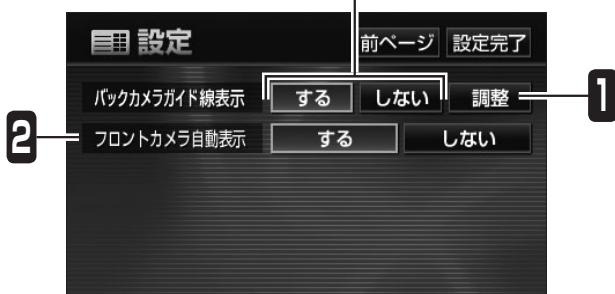 設定 前ページ 設定完了
バックカメラガイド線表示 する しない 調整 1
2 フロントカメラ自動表示 する しない